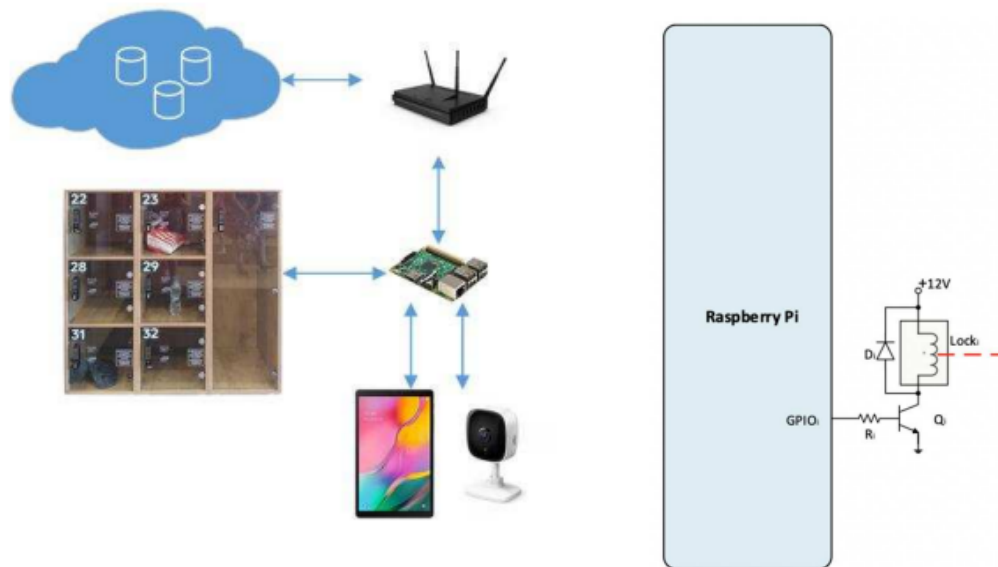 22
23
28
29
31
32
Raspberry Pi
GPIOᵢ
Rᵢ
Qᵢ
Dᵢ
Lockᵢ
+12V